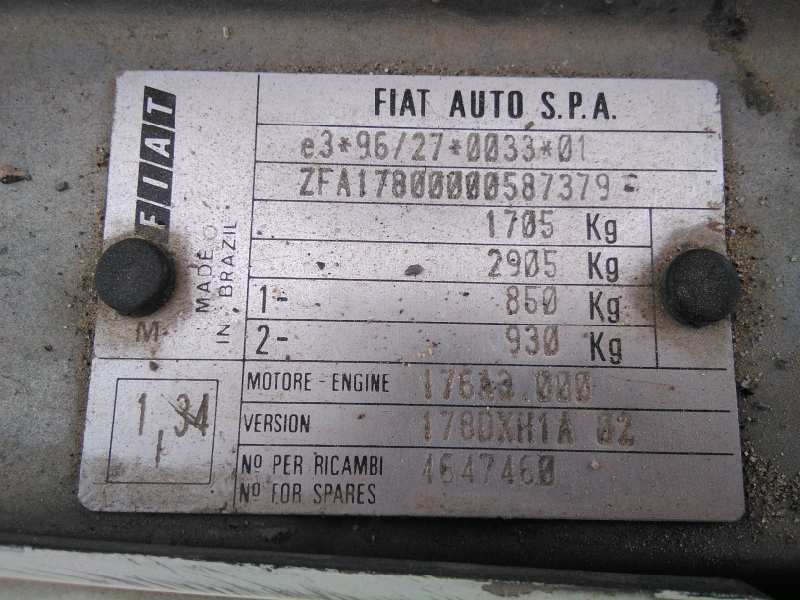 FIAT
MADE
IN BRAZIL
M
FIAT AUTO S.P.A.
e3*96/27*0033*01
ZFA17800000587379
1705 Kg
2905 Kg
1- 860 Kg
2- 930 Kg
MOTORE - ENGINE 176A3.000
VERSION 178DXH1A 02
Nº PER RICAMBI 4647460
Nº FOR SPARES
1,34